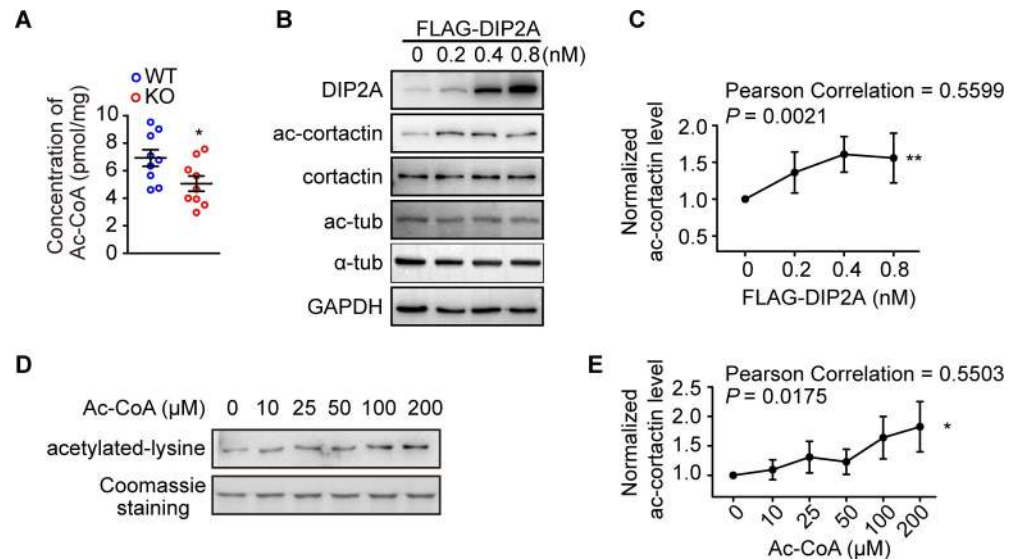 A
WT
KO
*
Concentration of
Ac-CoA (pmol/mg)
10
8
6
4
2
0
B
FLAG-DIP2A
0 0.2 0.4 0.8 (nM)
DIP2A
ac-cortactin
cortactin
ac-tub
α-tub
GAPDH
C
Pearson Correlation = 0.5599
P = 0.0021
Normalized
ac-cortactin level
2.0
1.5
1.0
0.5
**
0 0.2 0.4 0.8
FLAG-DIP2A (nM)
D
Ac-CoA (µM) 0 10 25 50 100 200
acetylated-lysine
Coomassie
staining
E
Pearson Correlation = 0.5503
P = 0.0175
Normalized
ac-cortactin level
2.5
2.0
1.5
1.0
*
0 10 25 50 100 200
Ac-CoA (µM)